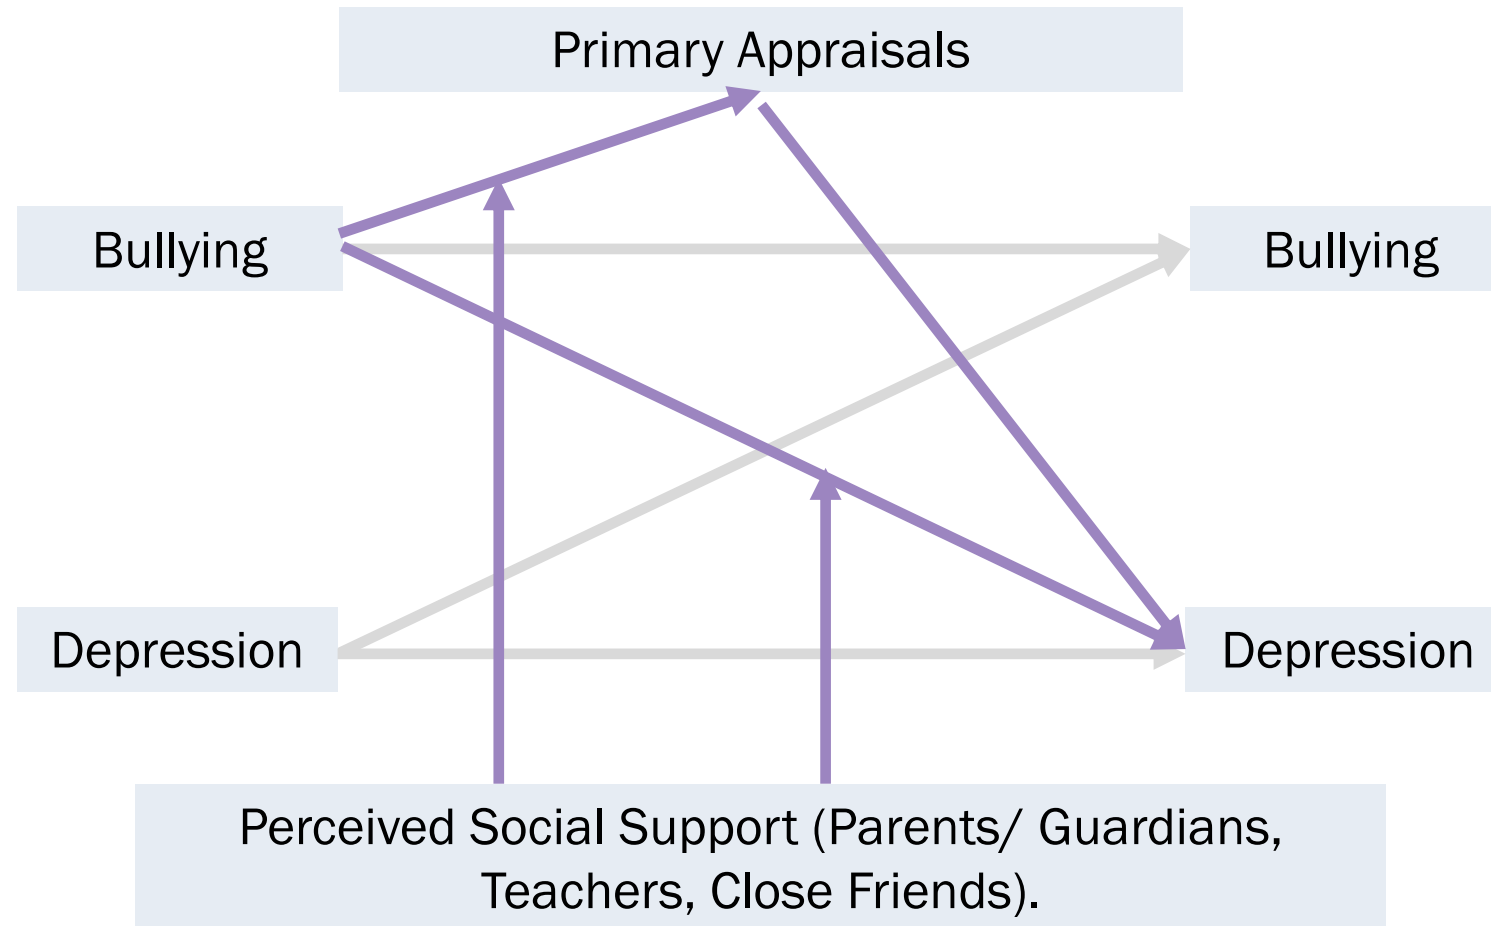 Primary Appraisals
Bullying
Bullying
Depression
Depression
Perceived Social Support (Parents/ Guardians,
Teachers, Close Friends).